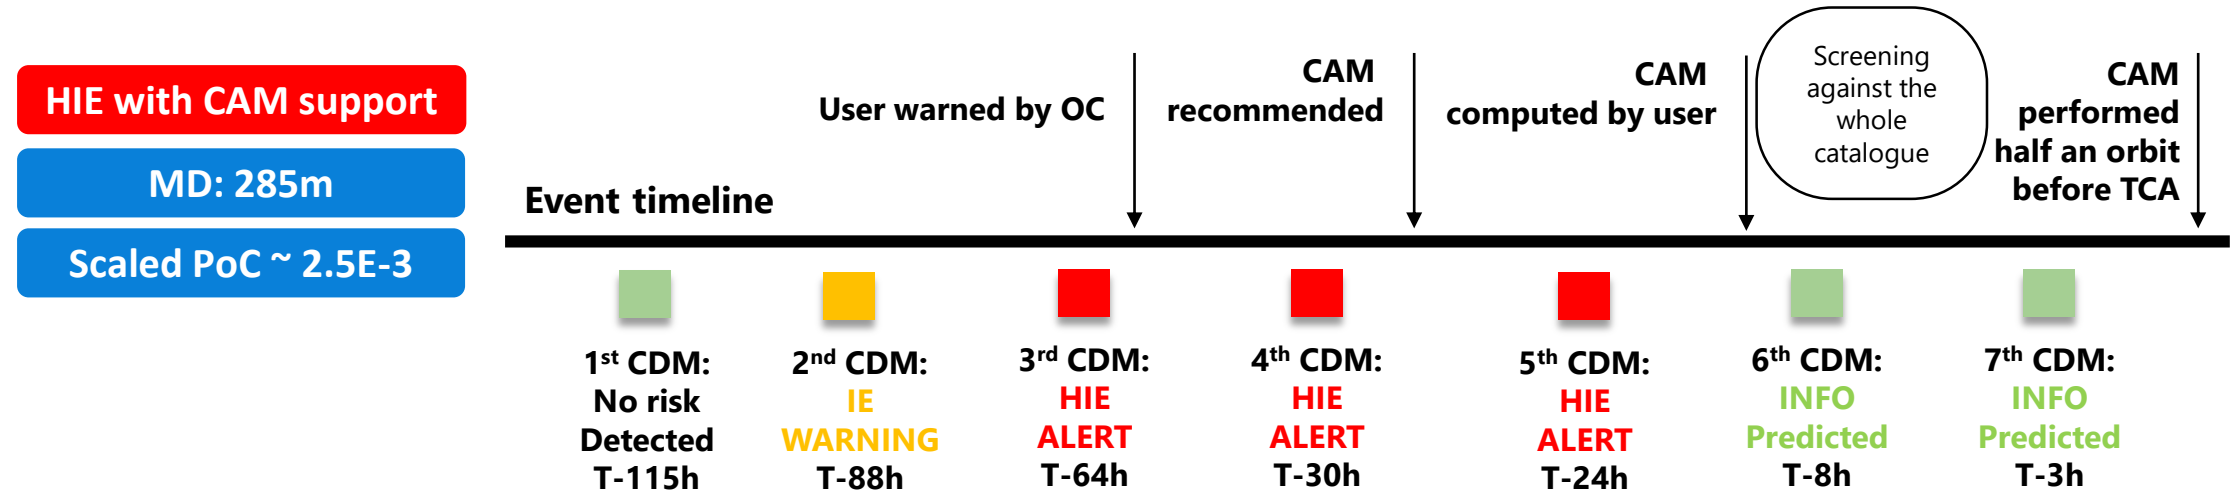 HIE with CAM support
MD: 285m
Scaled PoC ~ 2.5E-3
Event timeline
User warned by OC
CAM
recommended
CAM
computed by user
Screening
against the
whole
catalogue
CAM
performed
half an orbit
before TCA
1st CDM:
No risk
Detected
T-115h
2nd CDM:
IE
WARNING
T-88h
3rd CDM:
HIE
ALERT
T-64h
4th CDM:
HIE
ALERT
T-30h
5th CDM:
HIE
ALERT
T-24h
6th CDM:
INFO
Predicted
T-8h
7th CDM:
INFO
Predicted
T-3h